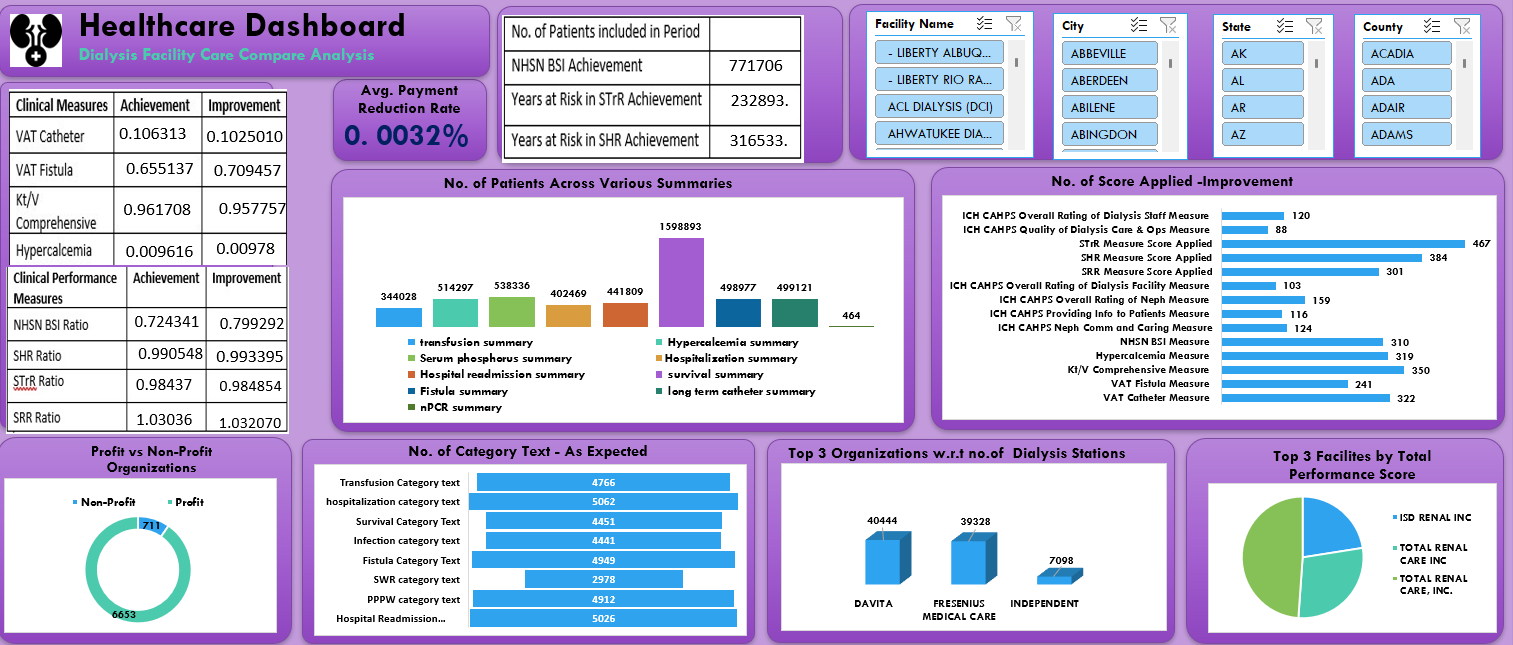 Healthcare Dashboard
Dialysis Facility Care Compare Analysis
Clinical Measures Achievement Improvement
VAT Catheter 0.106313 0.1025010
VAT Fistula 0.655137 0.709457
Kt/V
Comprehensive 0.961708 0.957757
Hypercalcemia 0.009616 0.00978
Clinical Performance Achievement Improvement
Measures
NHSN BSI Ratio 0.724341 0.799292
SHR Ratio 0.990548 0.993395
STrR Ratio 0.98437 0.984854
SRR Ratio 1.03036 1.032070
Avg. Payment
Reduction Rate
0. 0032%
No. of Patients included in Period
NHSN BSI Achievement 771706
Years at Risk in STrR Achievement 232893.
Years at Risk in SHR Achievement 316533.
Facility Name
- LIBERTY ALBUQ...
- LIBERTY RIO RA...
ACL DIALYSIS (DCI)
AHWATUKEE DIA...
City
ABBEVILLE
ABERDEEN
ABILENE
ABINGDON
State
AK
AL
AR
AZ
County
ACADIA
ADA
ADAIR
ADAMS
No. of Patients Across Various Summaries
344028
514297
538336
402469
441809
1598893
498977
499121
464
transfusion summary
Hypercalcemia summary
Serum phosphorus summary
Hospitalization summary
Hospital readmission summary
survival summary
Fistula summary
long term catheter summary
nPCR summary
No. of Score Applied -Improvement
ICH CAHPS Overall Rating of Dialysis Staff Measure 120
ICH CAHPS Quality of Dialysis Care & Ops Measure 88
STrR Measure Score Applied 467
SHR Measure Score Applied 384
SRR Measure Score Applied 301
ICH CAHPS Overall Rating of Dialysis Facility Measure 103
ICH CAHPS Overall Rating of Neph Measure 159
ICH CAHPS Providing Info to Patients Measure 116
ICH CAHPS Neph Comm and Caring Measure 124
NHSN BSI Measure 310
Hypercalcemia Measure 319
Kt/V Comprehensive Measure 350
VAT Fistula Measure 241
VAT Catheter Measure 322
Profit vs Non-Profit
Organizations
Non-Profit Profit
711
6653
No. of Category Text - As Expected
Transfusion Category text 4766
hospitalization category text 5062
Survival Category Text 4451
Infection category text 4441
Fistula Category text 4949
SWR category text 2978
PPPW category text 4912
Hospital Readmission... 5026
Top 3 Organizations w.r.t no.of Dialysis Stations
40444
39328
7098
DAVITA
FRESENIUS
MEDICAL CARE
INDEPENDENT
Top 3 Facilites by Total
Performance Score
ISD RENAL INC
TOTAL RENAL
CARE INC
TOTAL RENAL
CARE, INC.